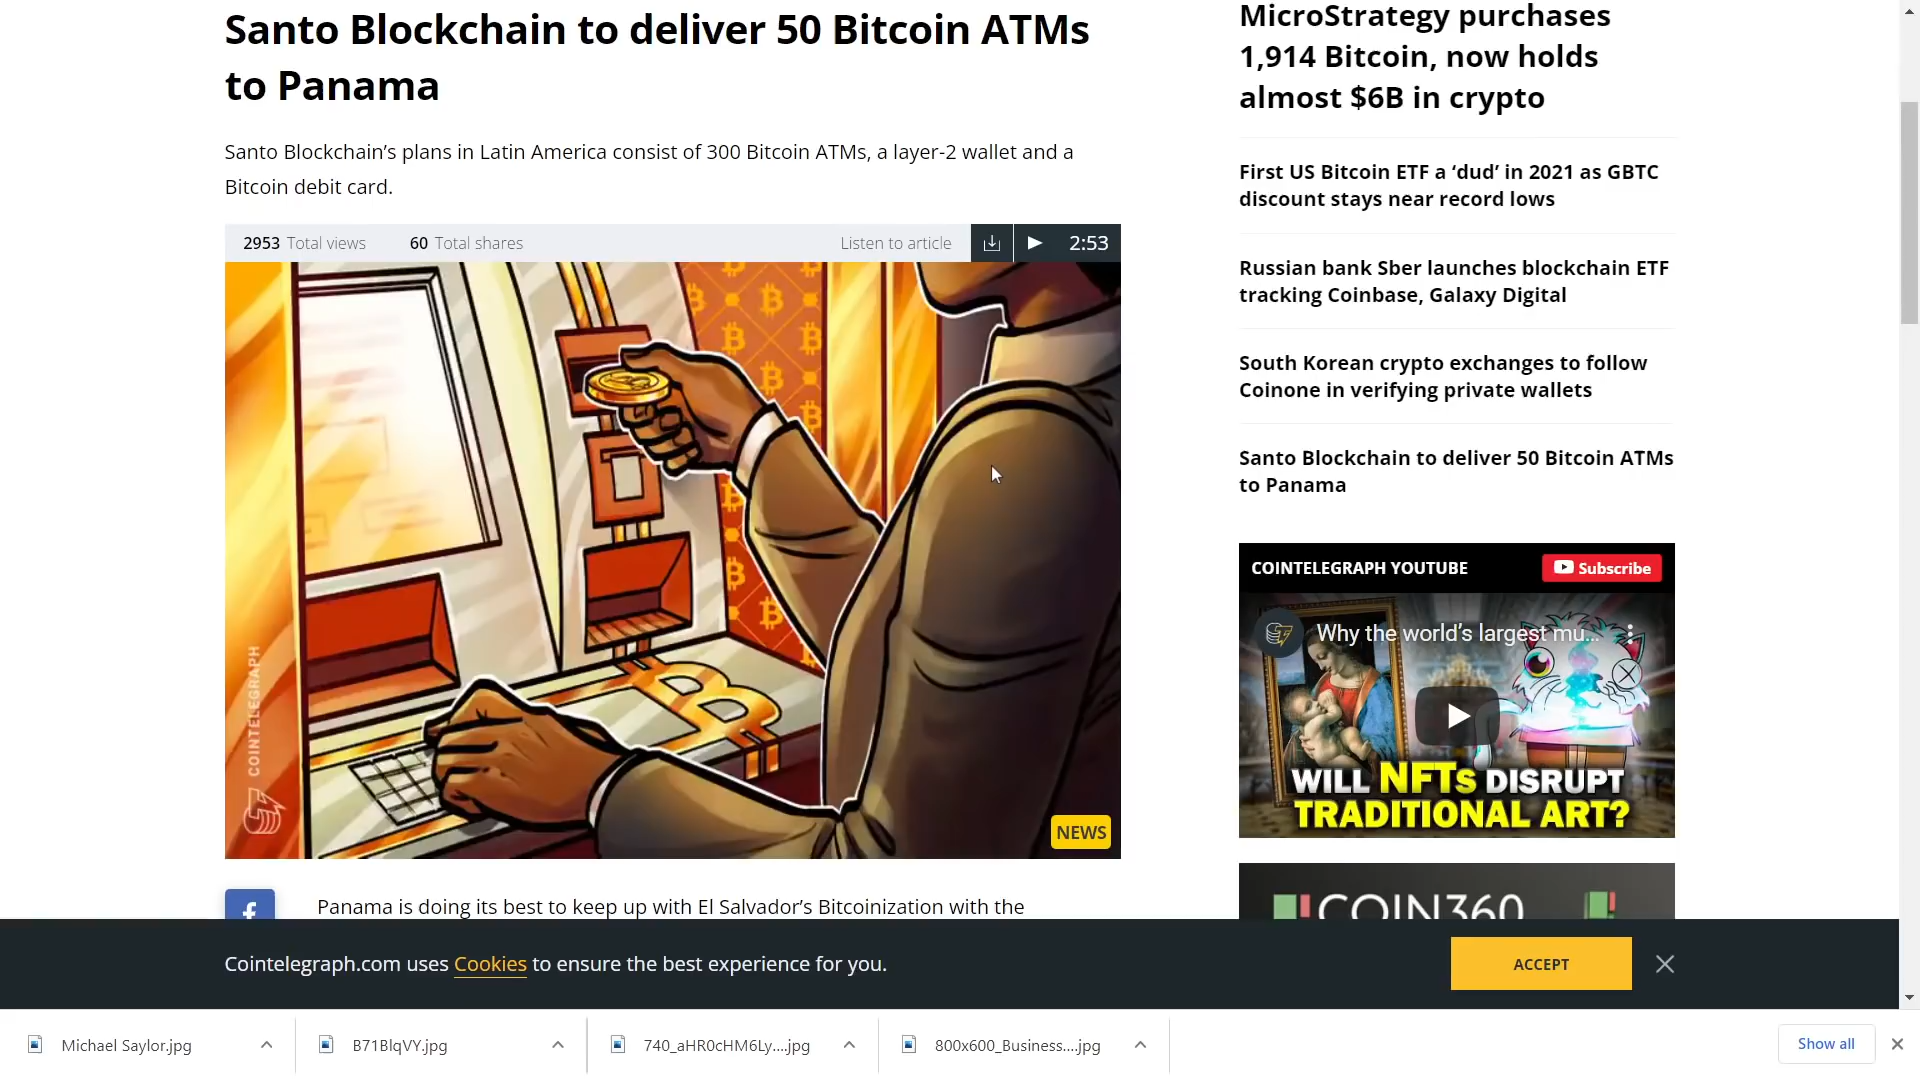 Santo Blockchain to deliver 50 Bitcoin ATMs
to Panama
Santo Blockchain’s plans in Latin America consist of 300 Bitcoin ATMs, a layer-2 wallet and a
Bitcoin debit card.
2953 Total views 60 Total shares Listen to article 2:53
COINTELEGRAPH
NEWS
Panama is doing its best to keep up with El Salvador’s Bitcoinization with the
MicroStrategy purchases
1,914 Bitcoin, now holds
almost $6B in crypto
First US Bitcoin ETF a ‘dud’ in 2021 as GBTC
discount stays near record lows
Russian bank Sber launches blockchain ETF
tracking Coinbase, Galaxy Digital
South Korean crypto exchanges to follow
Coinone in verifying private wallets
Santo Blockchain to deliver 50 Bitcoin ATMs
to Panama
COINTELEGRAPH YOUTUBE Subscribe
Why the world’s largest mu...
WILL NFTs DISRUPT
TRADITIONAL ART?
COIN360
Cointelegraph.com uses Cookies to ensure the best experience for you.
ACCEPT
Michael Saylor.jpg B71BlqVY.jpg 740_aHR0cHM6Ly....jpg 800x600_Business....jpg Show all